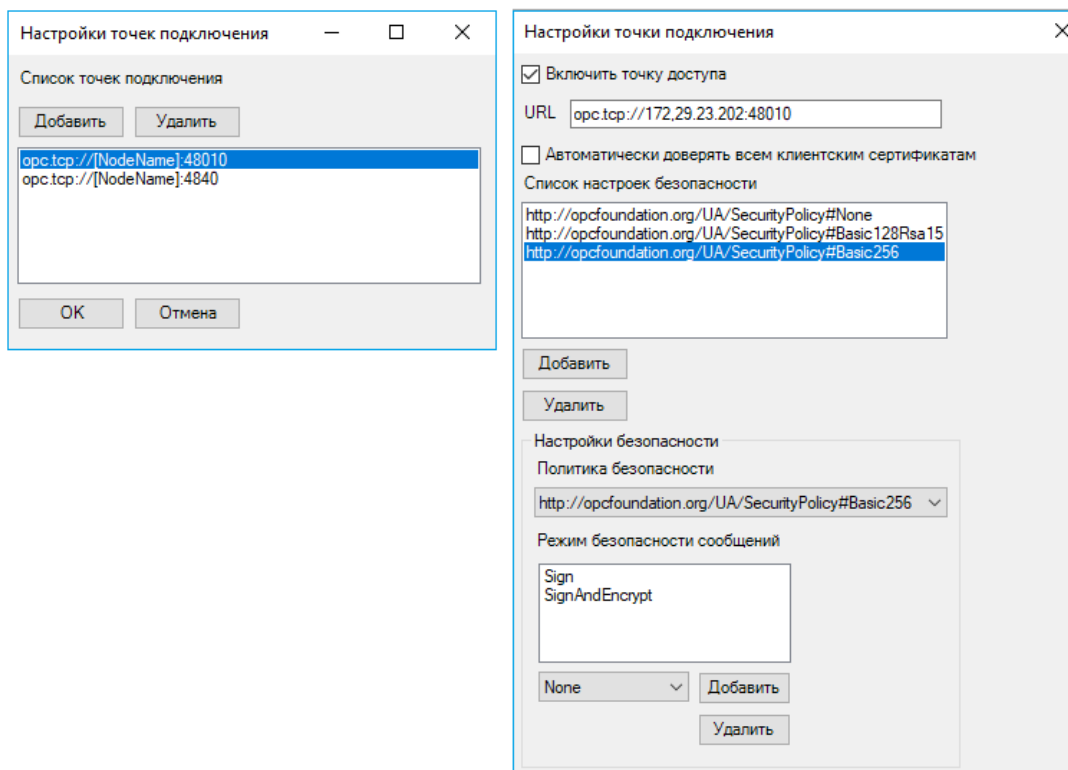 Настройки точек подключения
Список точек подключения
Добавить Удалить
opc.tcp://[NodeName]:48010
opc.tcp://[NodeName]:4840
OK Отмена
Настройки точки подключения
Включить точку доступа
URL opc.tcp://172,29.23.202:48010
Автоматически доверять всем клиентским сертификатам
Список настроек безопасности
http://opcfoundation.org/UA/SecurityPolicy#None
http://opcfoundation.org/UA/SecurityPolicy#Basic128Rsa15
http://opcfoundation.org/UA/SecurityPolicy#Basic256
Добавить
Удалить
Настройки безопасности
Политика безопасности
http://opcfoundation.org/UA/SecurityPolicy#Basic256
Режим безопасности сообщений
Sign
SignAndEncrypt
None Добавить
Удалить